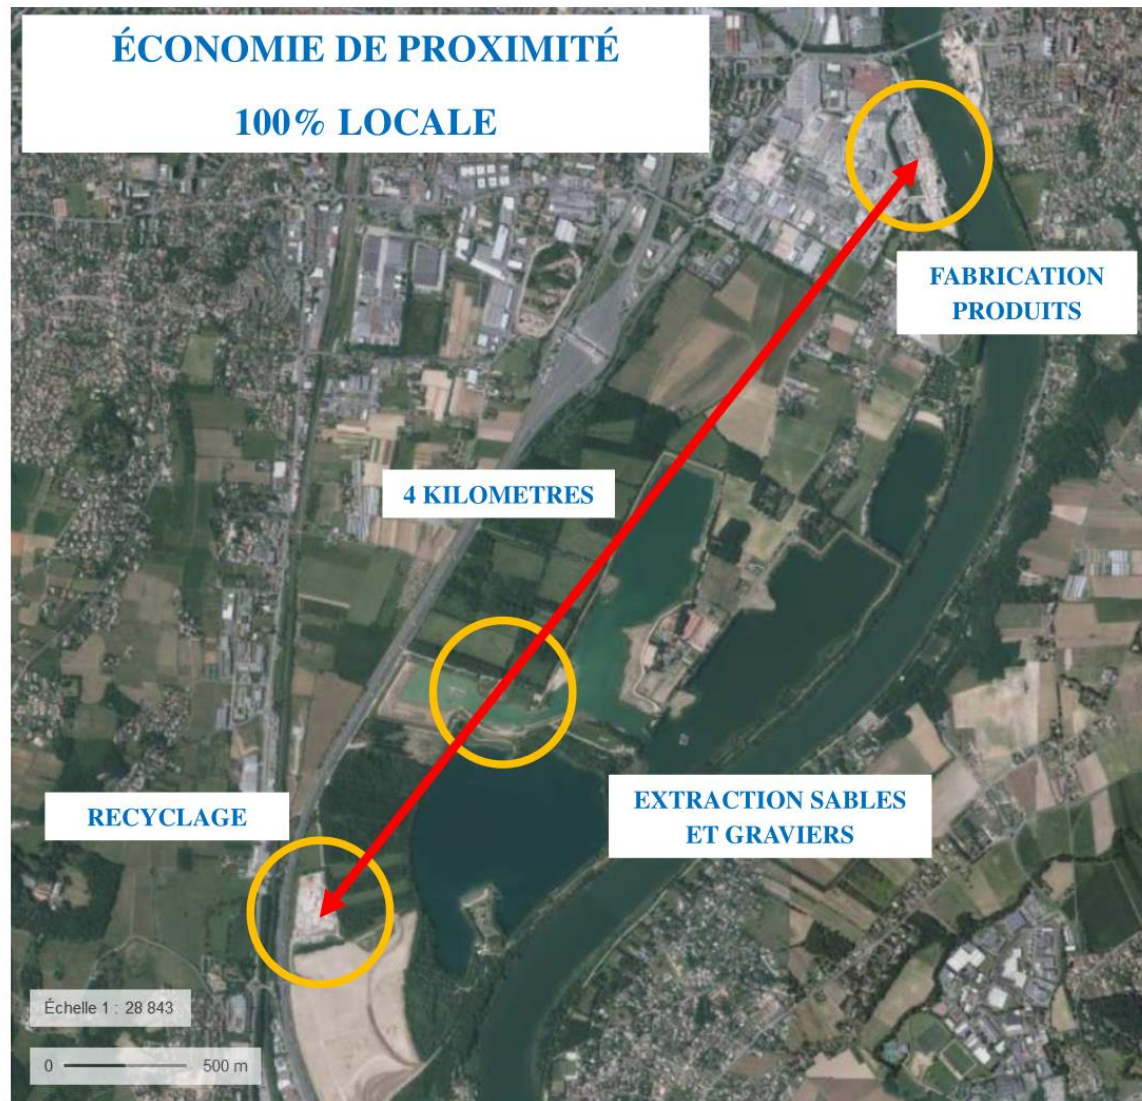 ÉCONOMIE DE PROXIMITÉ
100% LOCALE
FABRICATION
PRODUITS
4 KILOMETRES
EXTRACTION SABLES
ET GRAVIERS
RECYCLAGE
Échelle 1 : 28 843
0 500 m